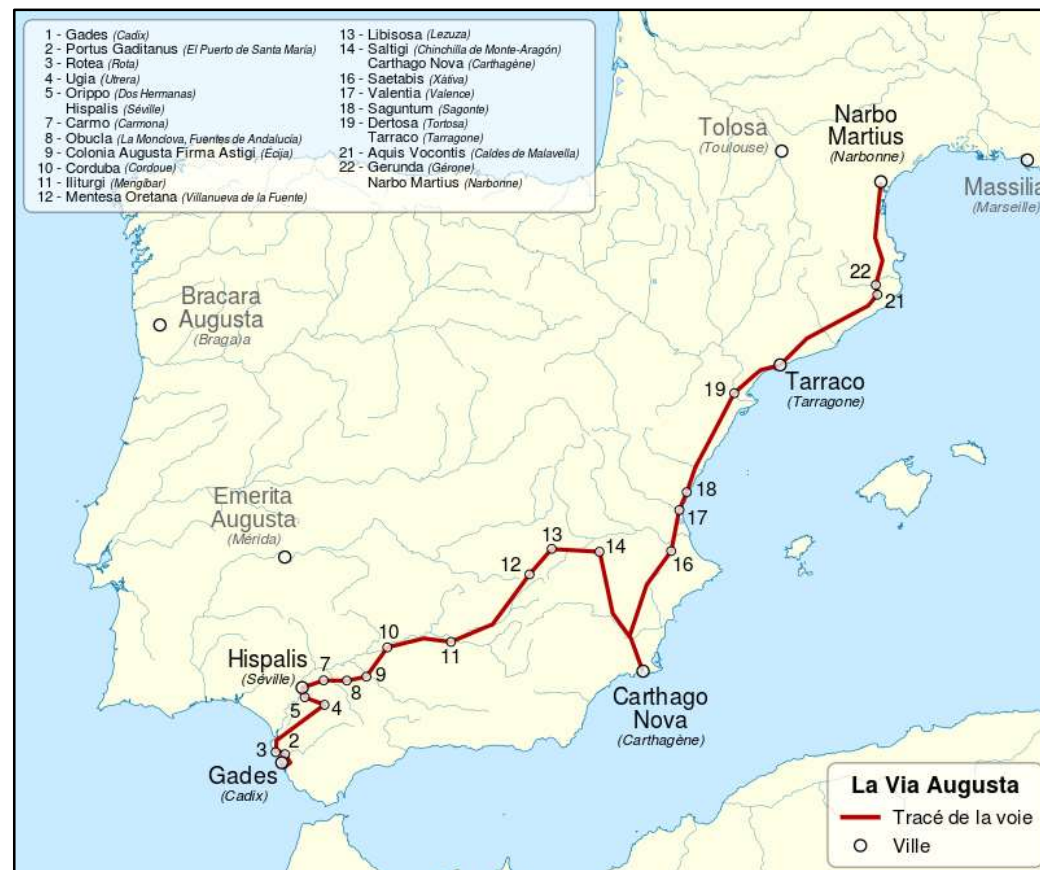 1 - Gades (Cadix)
2 - Portus Gaditanus (El Puerto de Santa María)
3 - Rotea (Rota)
4 - Ugia (Utrera)
5 - Orippo (Dos Hermanas)
Hispalis (Séville)
7 - Carmo (Carmona)
8 - Obucla (La Monclova, Fuentes de Andalucía)
9 - Colonia Augusta Firma Astigi (Écija)
10 - Corduba (Cordoue)
11 - Iliturgi (Mengíbar)
12 - Mentesa Oretana (Villanueva de la Fuente)
13 - Libisosa (Lezuza)
14 - Saltigi (Chinchilla de Monte-Aragón)
Carthago Nova (Carthagène)
16 - Saetabis (Xàtiva)
17 - Valentia (Valence)
18 - Saguntum (Sagonte)
19 - Dertosa (Tortosa)
Tarraco (Tarragone)
21 - Aquis Vocontis (Caldes de Malavella)
22 - Gerunda (Gérone)
Narbo Martius (Narbonne)
Tolosa
(Toulouse)
Narbo
Martius
(Narbonne)
Massilia
(Marseille)
Bracara
Augusta
(Braga)a
22
21
19
Tarraco
(Tarragone)
Emerita
Augusta
(Mérida)
18
17
13
14
12
16
10
11
Hispalis
(Séville)
7
8
9
5
4
Carthago
Nova
(Carthagène)
3
2
Gades
(Cadix)
La Via Augusta
Tracé de la voie
Ville